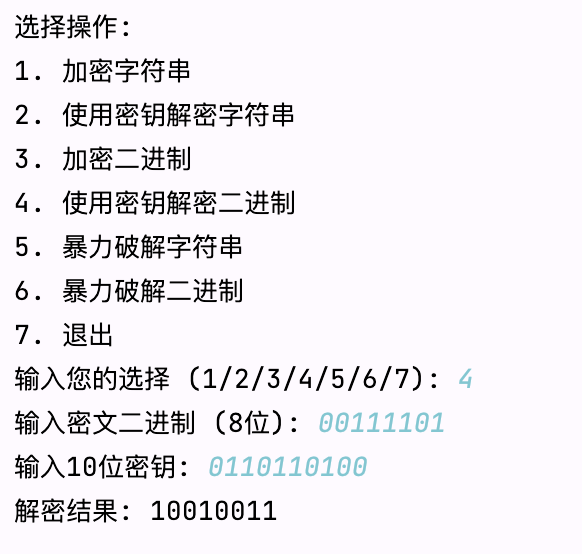 选择操作:
1. 加密字符串
2. 使用密钥解密字符串
3. 加密二进制
4. 使用密钥解密二进制
5. 暴力破解字符串
6. 暴力破解二进制
7. 退出
输入您的选择 (1/2/3/4/5/6/7): 4
输入密文二进制 (8位): 00111101
输入10位密钥: 0110110100
解密结果: 10010011